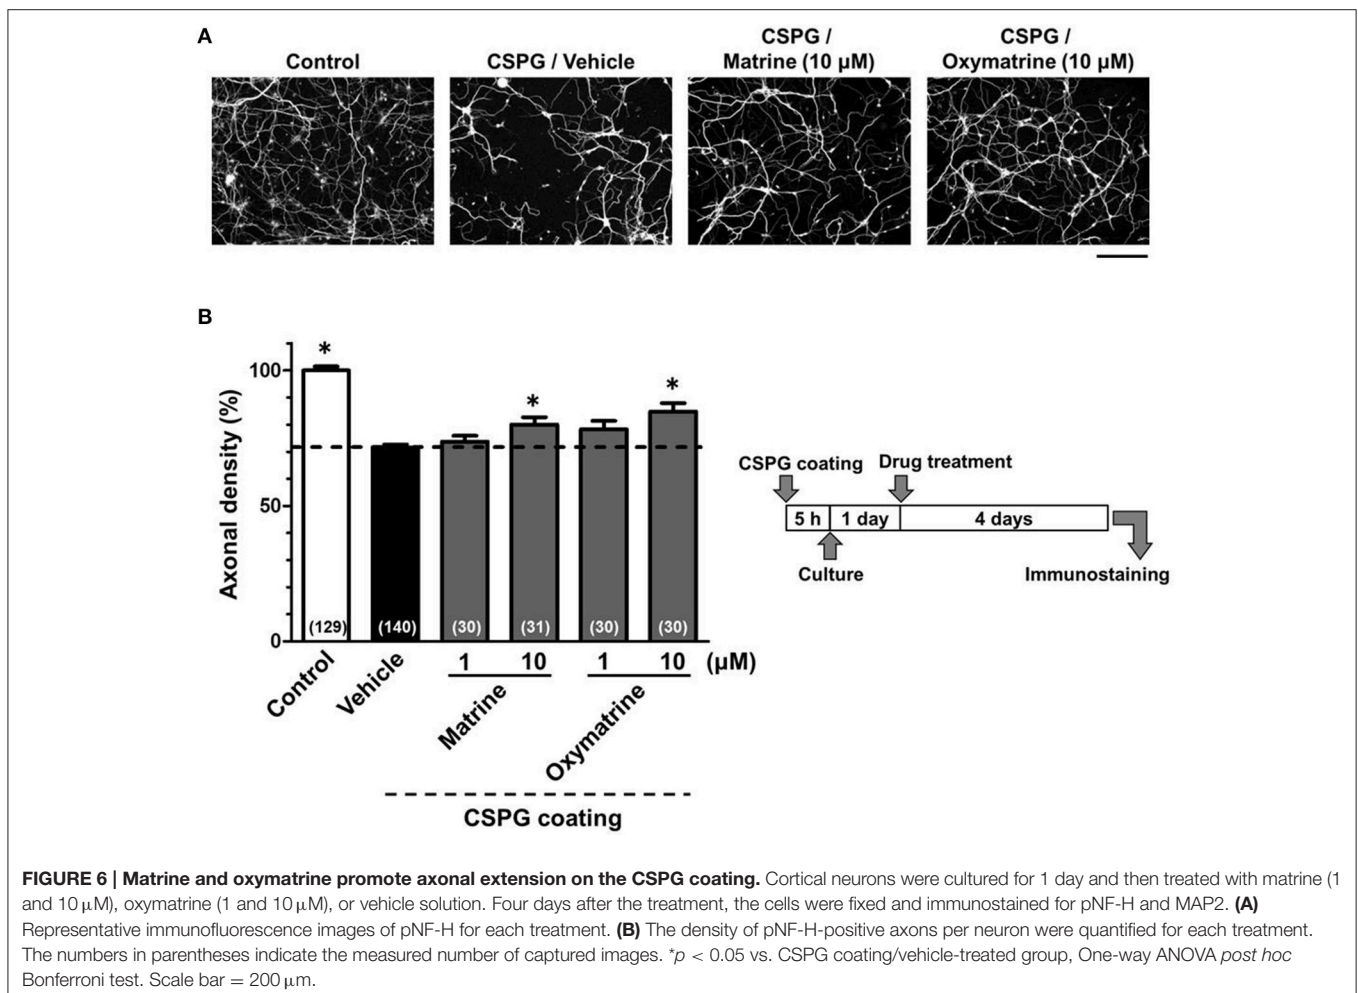 A
Control
CSPG / Vehicle
CSPG /
Matrine (10 µM)
CSPG /
Oxymatrine (10 µM)
B
Axonal density (%)
100
50
0
*
*
*
(129)
(140)
(30)
(31)
(30)
(30)
Control
Vehicle
1
10
1
10
(µM)
Matrine
Oxymatrine
CSPG coating
CSPG coating
Drug treatment
5 h
1 day
4 days
Culture
Immunostaining
FIGURE 6 | Matrine and oxymatrine promote axonal extension on the CSPG coating. Cortical neurons were cultured for 1 day and then treated with matrine (1
and 10 µM), oxymatrine (1 and 10 µM), or vehicle solution. Four days after the treatment, the cells were fixed and immunostained for pNF-H and MAP2. (A)
Representative immunofluorescence images of pNF-H for each treatment. (B) The density of pNF-H-positive axons per neuron were quantified for each treatment.
The numbers in parentheses indicate the measured number of captured images. *p < 0.05 vs. CSPG coating/vehicle-treated group, One-way ANOVA post hoc
Bonferroni test. Scale bar = 200 µm.